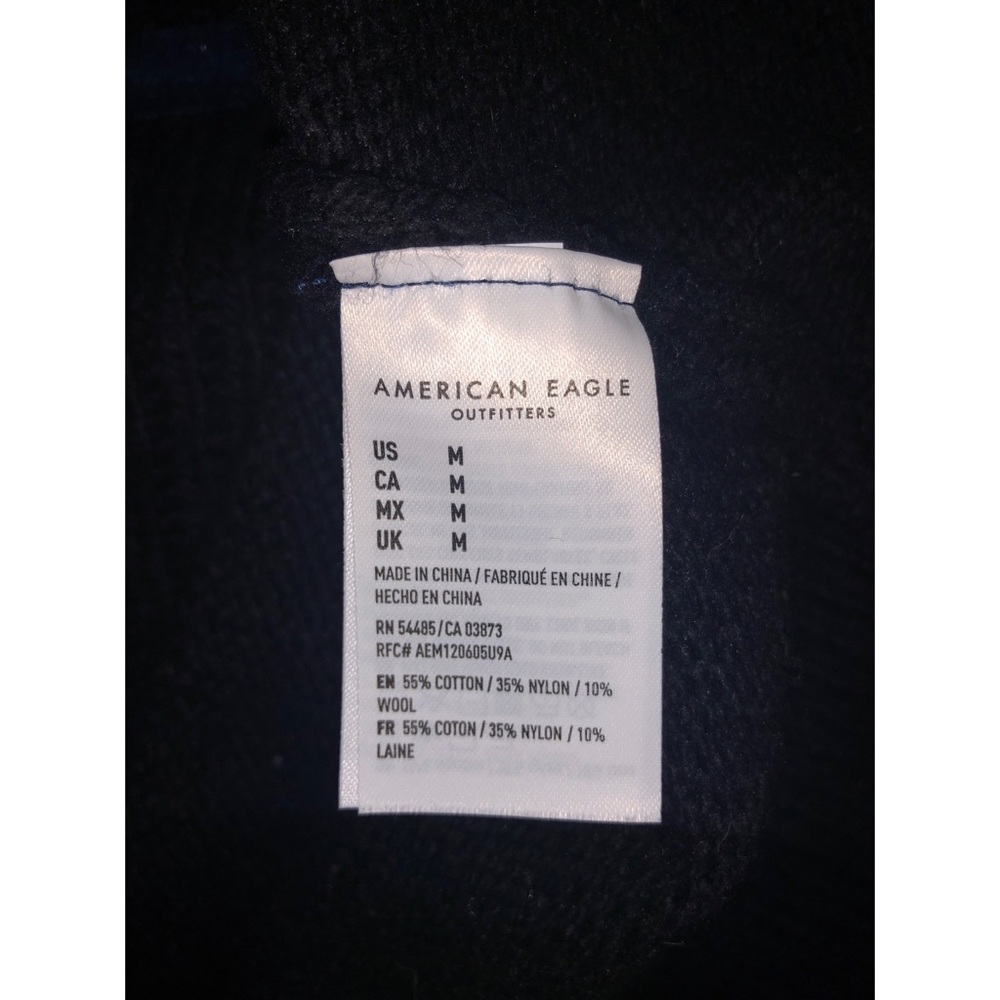 AMERICAN EAGLE
OUTFITTERS
US M
CA M
MX M
UK M
MADE IN CHINA / FABRIQUÉ EN CHINE /
HECHO EN CHINA
RN 54485/CA 03873
RFC# AEM120605U9A
EN 55% COTTON / 35% NYLON / 10%
WOOL
FR 55% COTON / 35% NYLON / 10%
LAINE